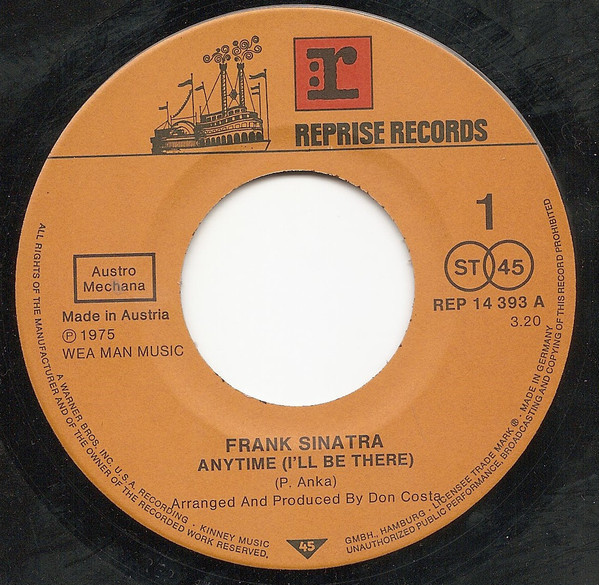 r
REPRISE RECORDS
1
ST 45
REP 14 393 A
3.20
Austro
Mechana
Made in Austria
℗ 1975
WEA MAN MUSIC
FRANK SINATRA
ANYTIME (I'LL BE THERE)
(P. Anka)
Arranged And Produced By Don Costa
ALL RIGHTS OF THE MANUFACTURER AND OF THE OWNER OF THE RECORDED WORK RESERVED.
A WARNER BROS. INC. U.S.A. RECORDING - KINNEY MUSIC GMBH., HAMBURG - LICENSEE TRADE MARK ® - MADE IN GERMANY
UNAUTHORIZED PUBLIC PERFORMANCE, BROADCASTING AND COPYING OF THIS RECORD PROHIBITED
45